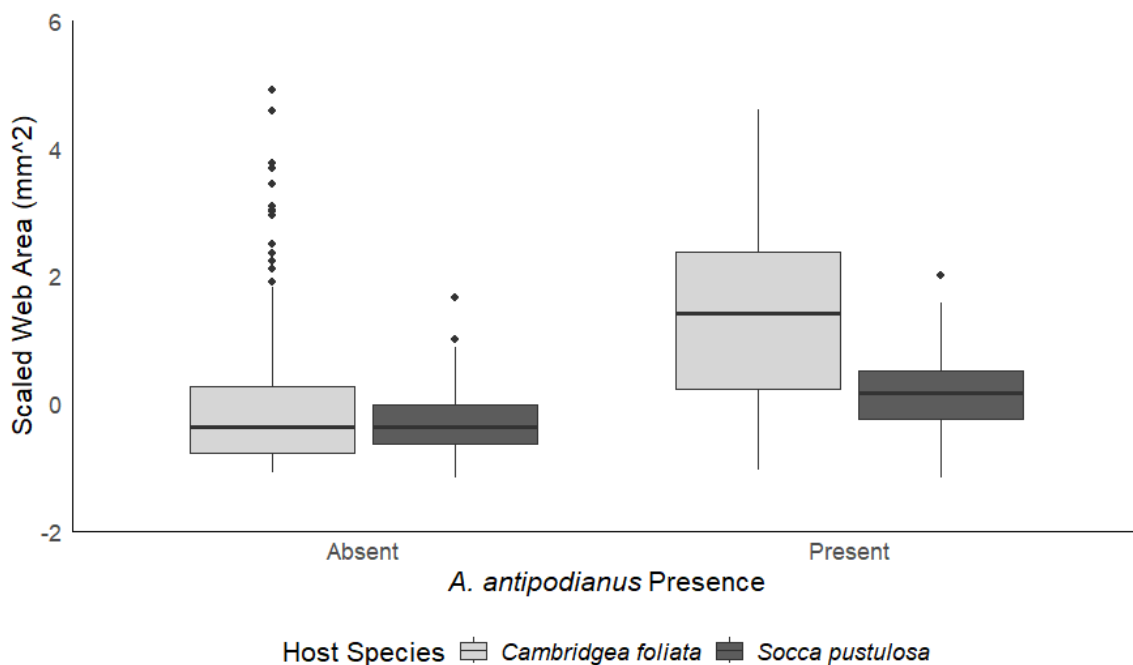 6
4
2
0
-2
Scaled Web Area (mm^2)
Absent Present
A. antipodianus Presence
Host Species Cambridgea foliata Socca pustulosa